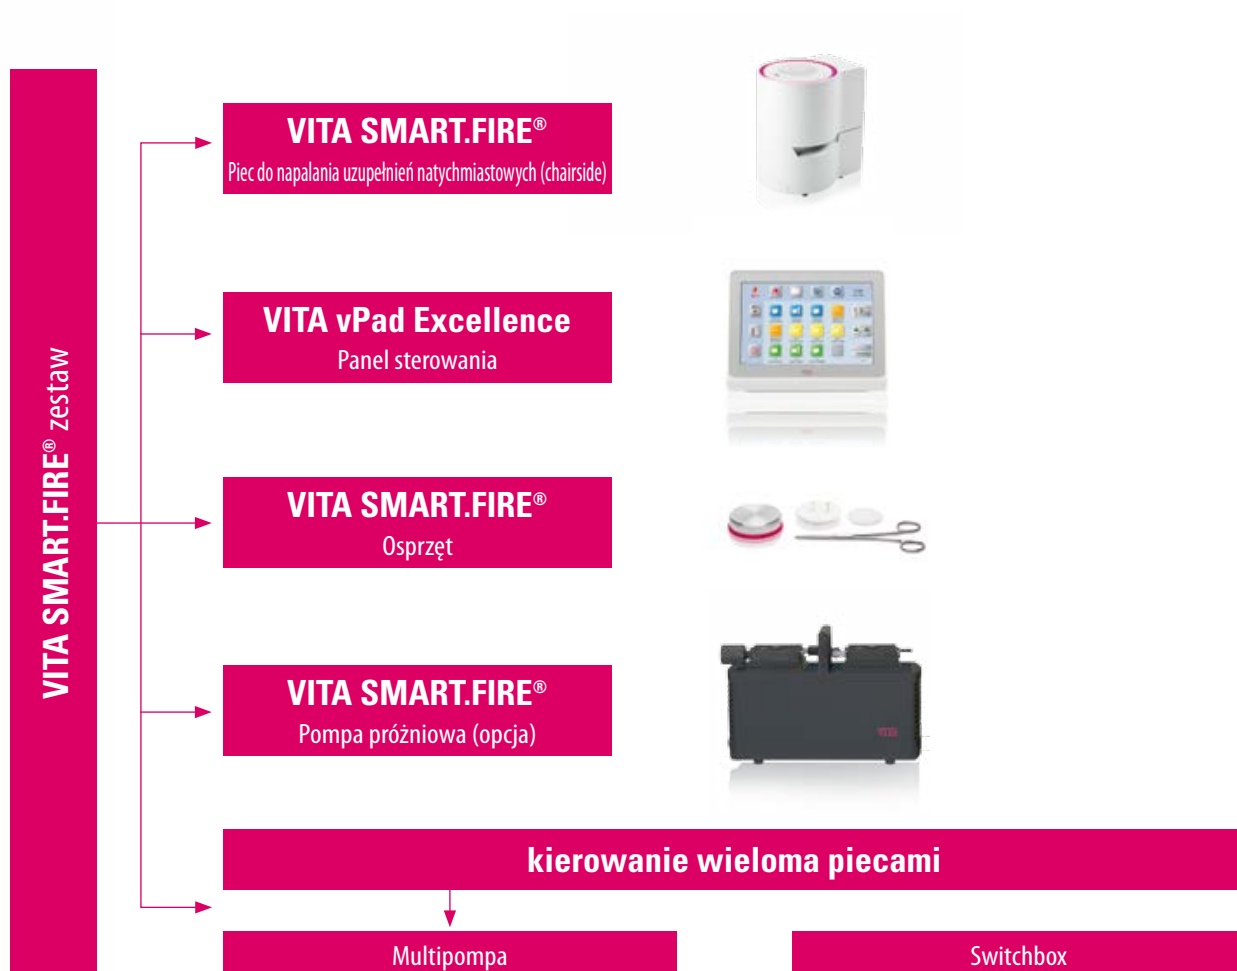 VITA SMART.FIRE® zestaw
VITA SMART.FIRE®
Piec do napalania uzupełnień natychmiastowych (chairside)
VITA vPad Excellence
Panel sterowania
VITA SMART.FIRE®
Osprzęt
VITA SMART.FIRE®
Pompa próżniowa (opcja)
VITA
kierowanie wieloma piecami
Multipompa
Switchbox